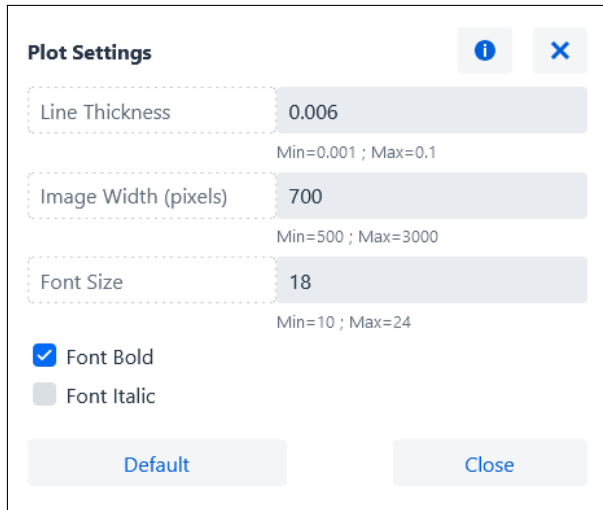 Plot Settings
Line Thickness 0.006
Min=0.001 ; Max=0.1
Image Width (pixels) 700
Min=500 ; Max=3000
Font Size 18
Min=10 ; Max=24
Font Bold
Font Italic
Default Close